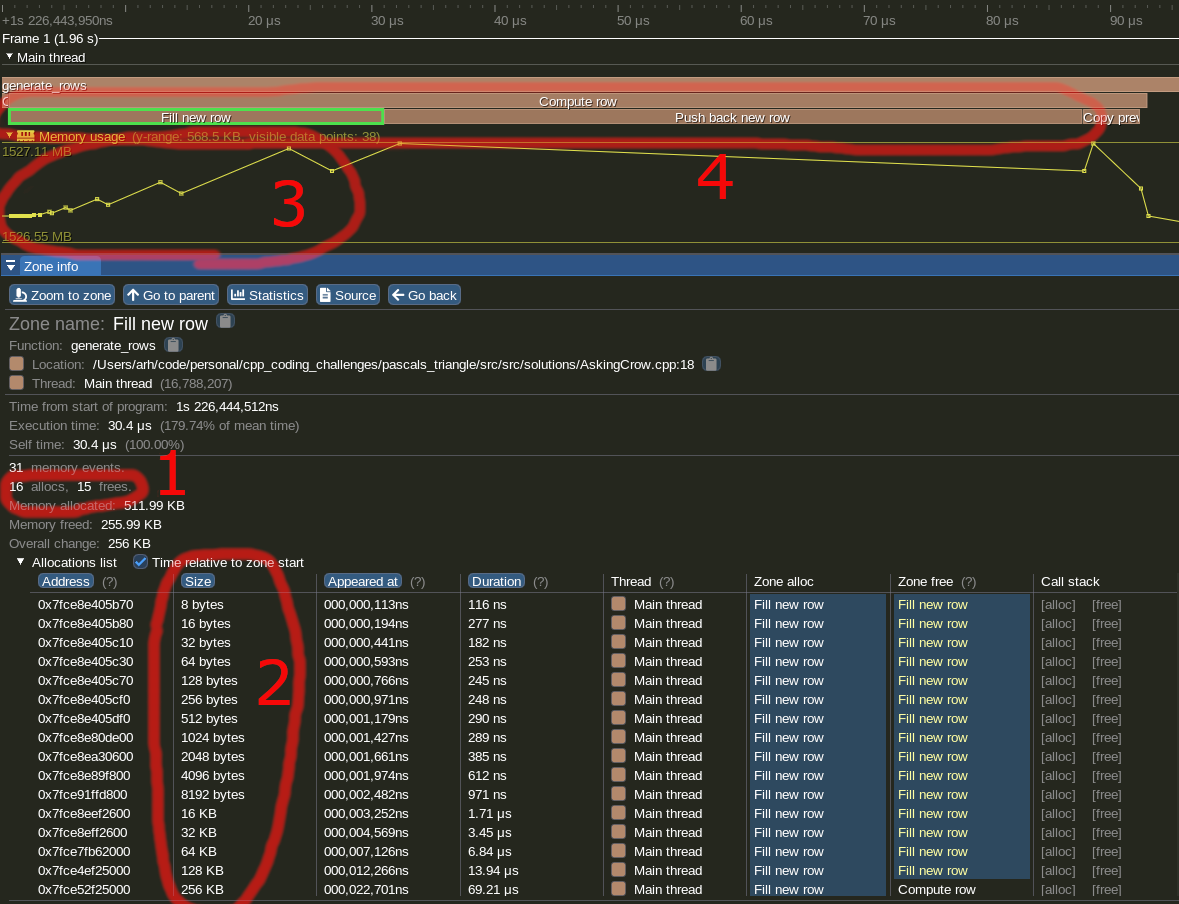 +1s 226,443,950ns 20 μs 30 μs 40 μs 50 μs 60 μs 70 μs 80 μs 90 μs
Frame 1 (1.96 s)
Main thread
generate_rows
Compute row
Fill new row Push back new row Copy prev
Memory usage (y-range: 568.5 KB, visible data points: 38)
1527.11 MB
4
3
1526.55 MB
Zone info
Zoom to zone Go to parent Statistics Source Go back
Zone name: Fill new row
Function: generate_rows
Location: /Users/arh/code/personal/cpp_coding_challenges/pascals_triangle/src/src/solutions/AskingCrow.cpp:18
Thread: Main thread (16,788,207)
Time from start of program: 1s 226,444,512ns
Execution time: 30.4 μs (179.74% of mean time)
Self time: 30.4 μs (100.00%)
31 memory events.
1
16 allocs, 15 frees.
Memory allocated: 511.99 KB
Memory freed: 255.99 KB
Overall change: 256 KB
Allocations list Time relative to zone start
Address (?) Size Appeared at (?) Duration (?) Thread (?) Zone alloc Zone free (?) Call stack
0x7fce8e405b70 8 bytes 000,000,113ns 116 ns Main thread Fill new row Fill new row [alloc] [free]
0x7fce8e405b80 16 bytes 000,000,194ns 277 ns Main thread Fill new row Fill new row [alloc] [free]
0x7fce8e405c10 32 bytes 000,000,441ns 182 ns Main thread Fill new row Fill new row [alloc] [free]
0x7fce8e405c30 64 bytes 000,000,593ns 253 ns Main thread Fill new row Fill new row [alloc] [free]
0x7fce8e405c70 128 bytes 000,000,766ns 245 ns Main thread Fill new row Fill new row [alloc] [free]
2
0x7fce8e405cf0 256 bytes 000,000,971ns 248 ns Main thread Fill new row Fill new row [alloc] [free]
0x7fce8e405df0 512 bytes 000,001,179ns 290 ns Main thread Fill new row Fill new row [alloc] [free]
0x7fce8e80de00 1024 bytes 000,001,427ns 289 ns Main thread Fill new row Fill new row [alloc] [free]
0x7fce8ea30600 2048 bytes 000,001,661ns 385 ns Main thread Fill new row Fill new row [alloc] [free]
0x7fce8e89f800 4096 bytes 000,001,974ns 612 ns Main thread Fill new row Fill new row [alloc] [free]
0x7fce91ffd800 8192 bytes 000,002,482ns 971 ns Main thread Fill new row Fill new row [alloc] [free]
0x7fce8eef2600 16 KB 000,003,252ns 1.71 μs Main thread Fill new row Fill new row [alloc] [free]
0x7fce8eff2600 32 KB 000,004,569ns 3.45 μs Main thread Fill new row Fill new row [alloc] [free]
0x7fce7fb62000 64 KB 000,007,126ns 6.84 μs Main thread Fill new row Fill new row [alloc] [free]
0x7fce4ef25000 128 KB 000,012,266ns 13.94 μs Main thread Fill new row Fill new row [alloc] [free]
0x7fce52f25000 256 KB 000,022,701ns 69.21 μs Main thread Fill new row Compute row [alloc] [free]